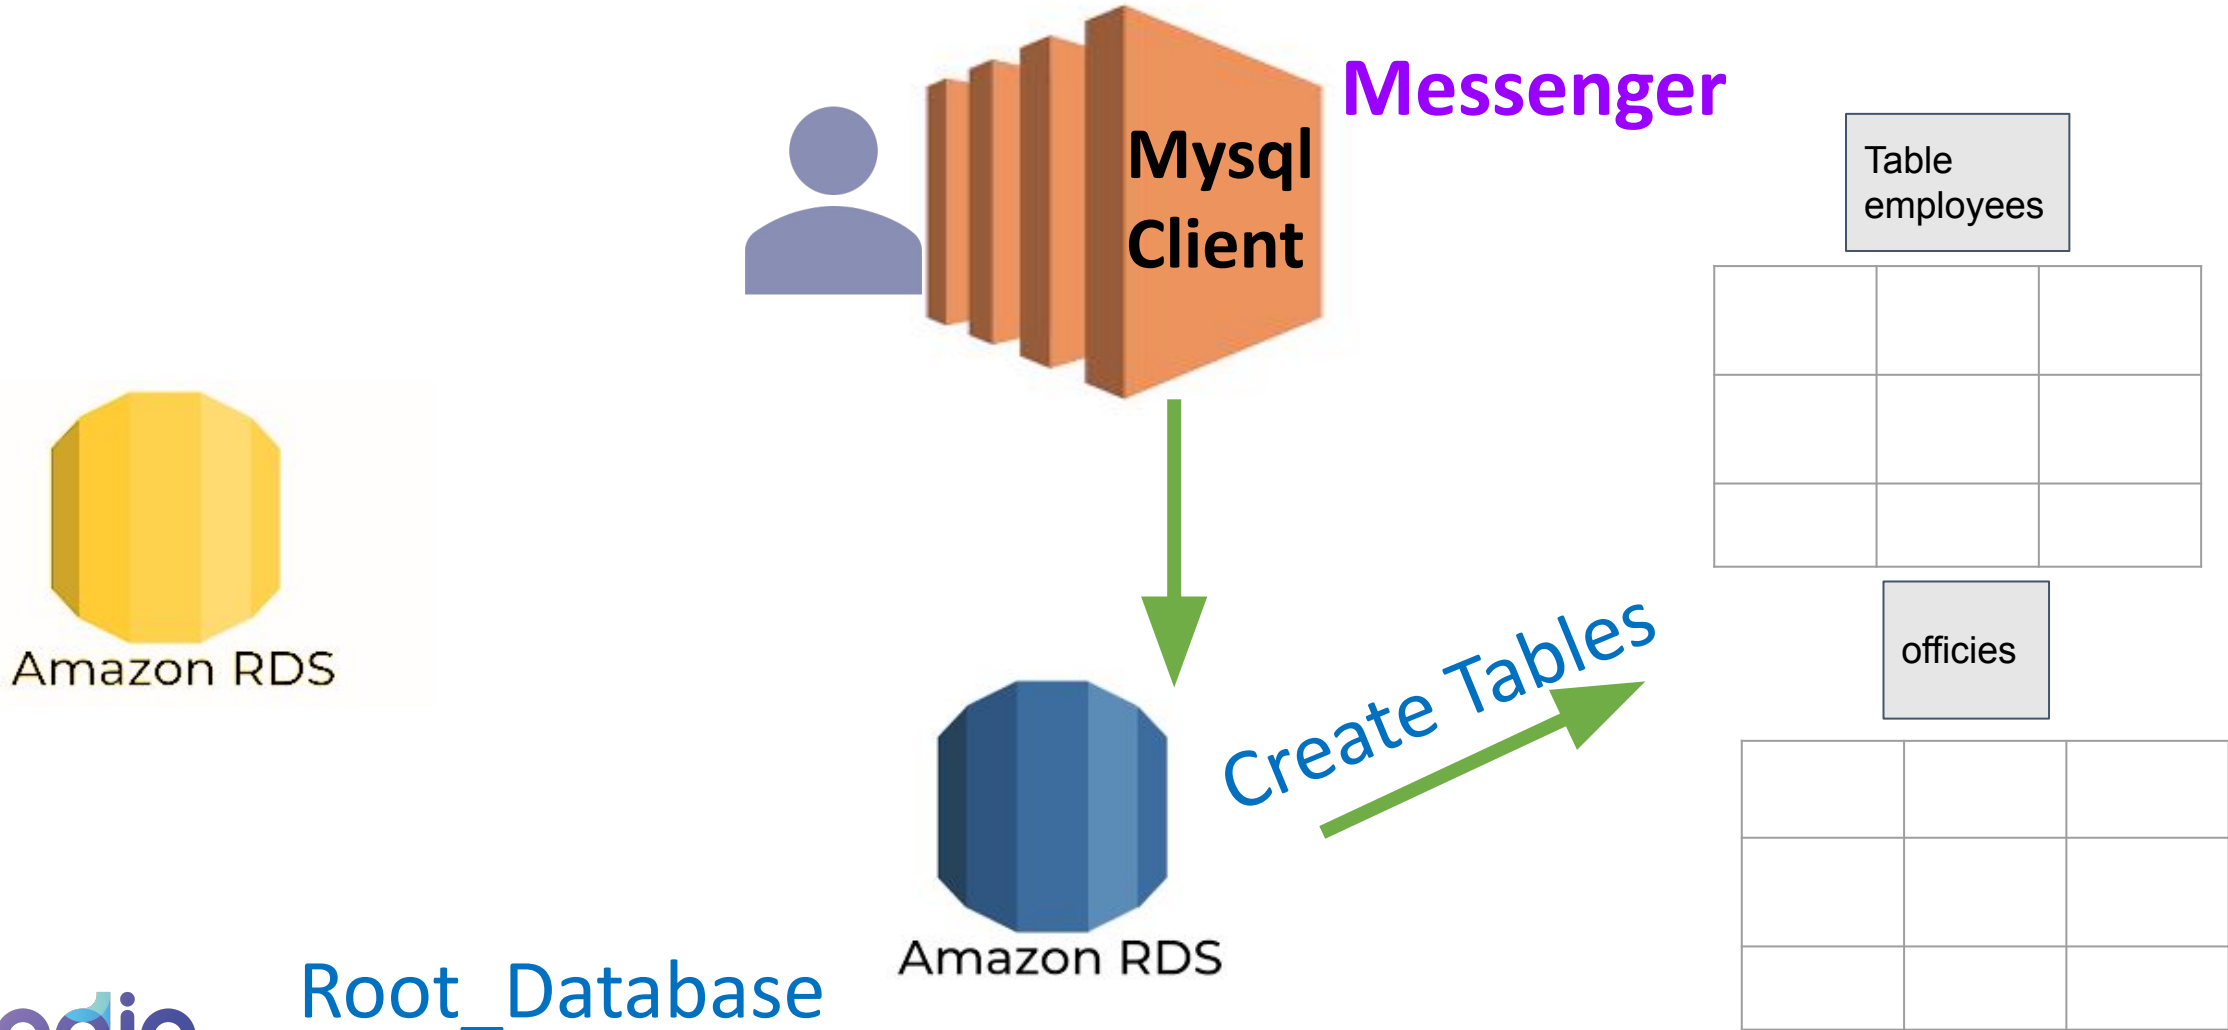 Messenger
Mysql
Client
Table
employees
Amazon RDS
officies
Create Tables
Amazon RDS
Root_Database